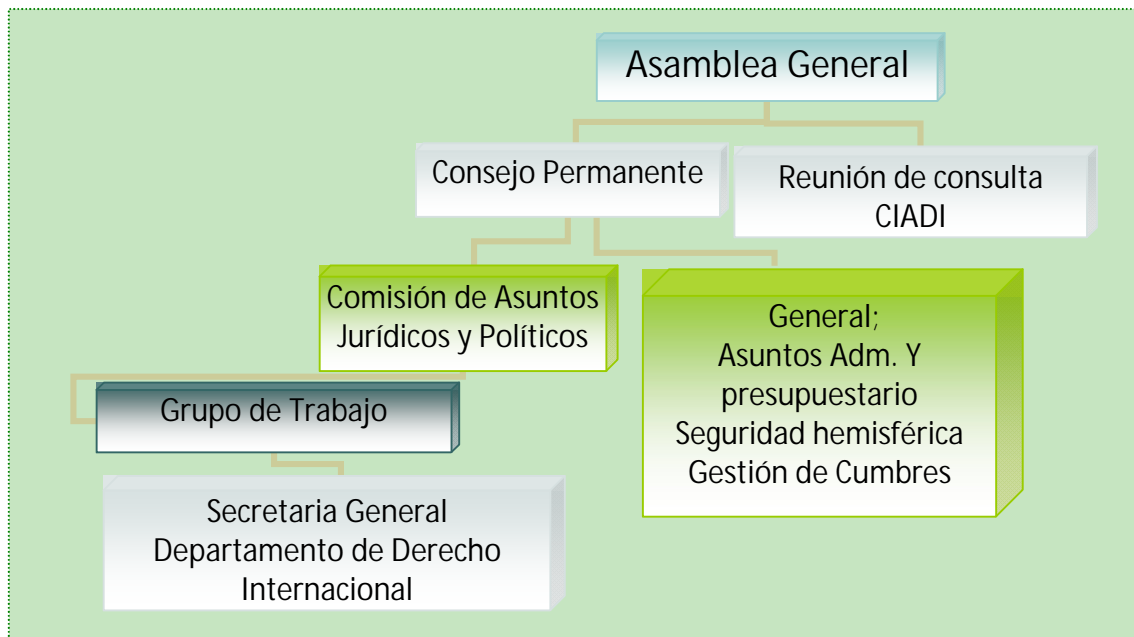 Asamblea General
Consejo Permanente
Reunión de consulta
CIADI
Comisión de Asuntos
Jurídicos y Políticos
General;
Asuntos Adm. Y
presupuestario
Seguridad hemisférica
Gestión de Cumbres
Grupo de Trabajo
Secretaria General
Departamento de Derecho
Internacional